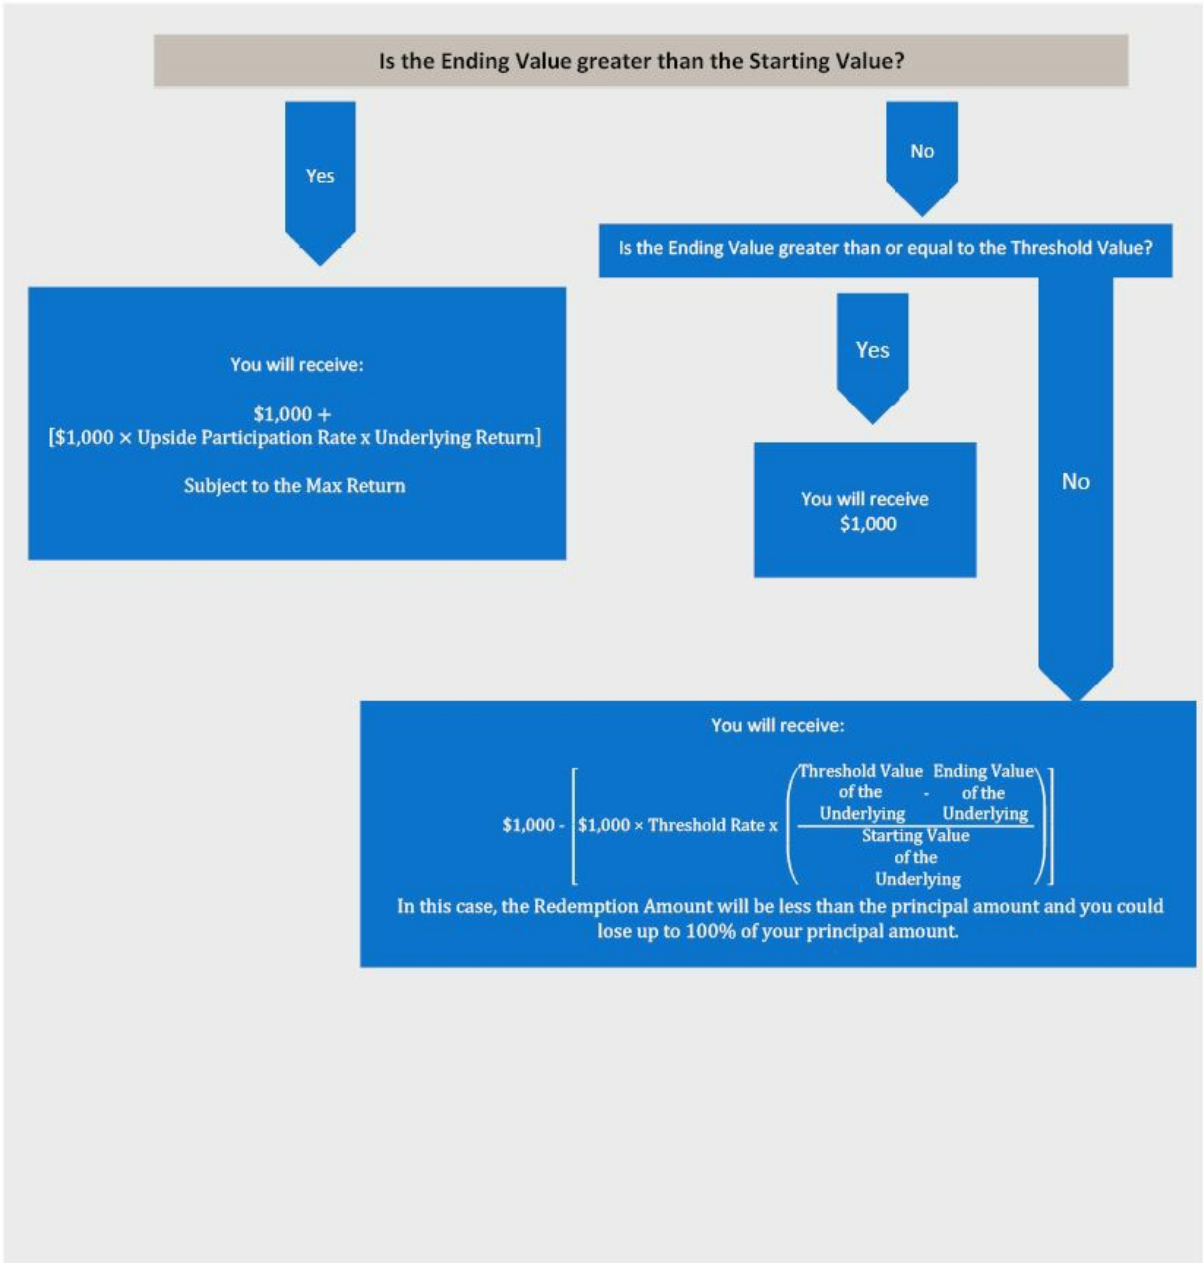 Is the Ending Value greater than the Starting Value?
Yes
No
Is the Ending Value greater than or equal to the Threshold Value?
You will receive:
$1,000 +
[$1,000 × Upside Participation Rate x Underlying Return]
Subject to the Max Return
Yes
You will receive
$1,000
No
You will receive:
$1,000 - [$1,000 × Threshold Rate x (
Threshold Value Ending Value
of the - of the
Underlying Underlying
Starting Value
of the
Underlying
)]
In this case, the Redemption Amount will be less than the principal amount and you could
lose up to 100% of your principal amount.